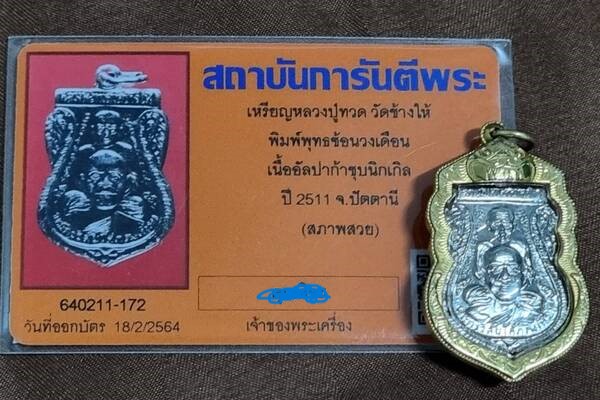 สถาบันการันตีพระ
เหรียญหลวงปู่ทวด วัดช้างให้
พิมพ์พุทธซ้อนวงเดือน
เนื้ออัลปาก้าชุบนิกเกิล
ปี 2511 จ.ปัตตานี
(สภาพสวย)
640211-172
วันที่ออกบัตร 18/2/2564
เจ้าของพระเครื่อง